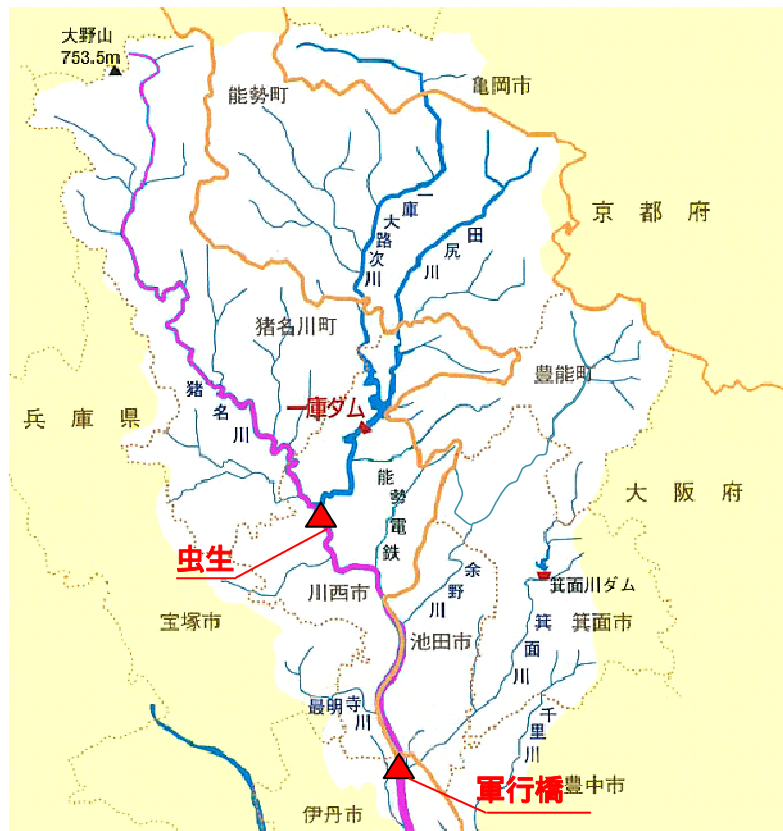 大野山
753.5m
能勢町
亀岡市
京都府
一庫大路次川
田尻川
猪名川町
豊能町
猪名川
一庫ダム
兵庫県
大阪府
能勢電鉄
虫生
川西市
余野川
箕面川ダム
宝塚市
池田市
箕面川
箕面市
最明寺川
千里川
軍行橋
豊中市
伊丹市